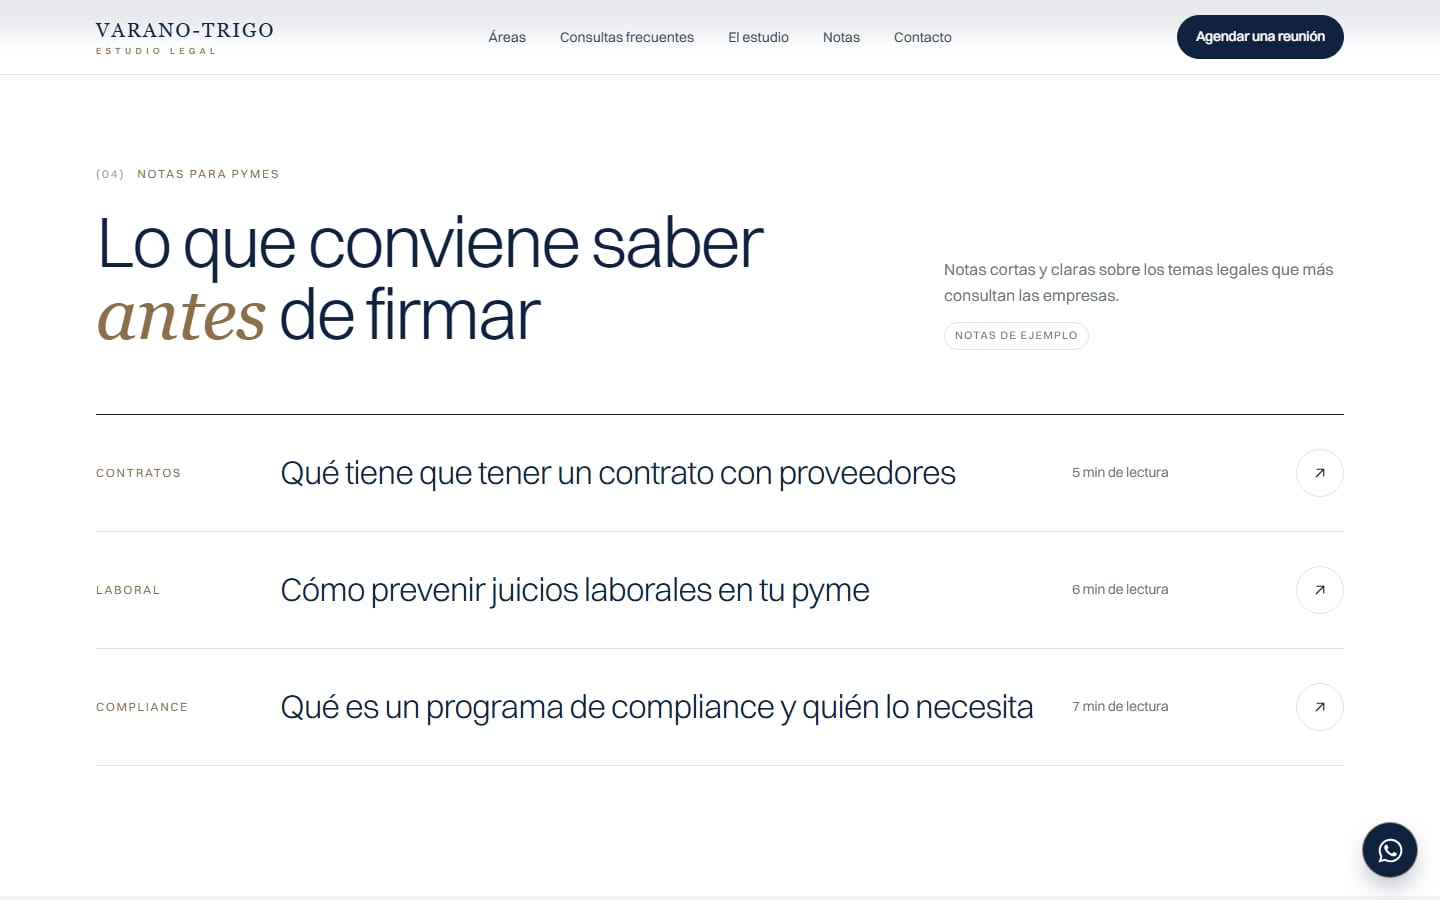 VARANO-TRIGO
ESTUDIO LEGAL
Áreas
Consultas frecuentes
El estudio
Notas
Contacto
Agendar una reunión
(04) NOTAS PARA PYMES
Lo que conviene saber
antes de firmar
Notas cortas y claras sobre los temas legales que más
consultan las empresas.
NOTAS DE EJEMPLO
CONTRATOS
Qué tiene que tener un contrato con proveedores
5 min de lectura
LABORAL
Cómo prevenir juicios laborales en tu pyme
6 min de lectura
COMPLIANCE
Qué es un programa de compliance y quién lo necesita
7 min de lectura